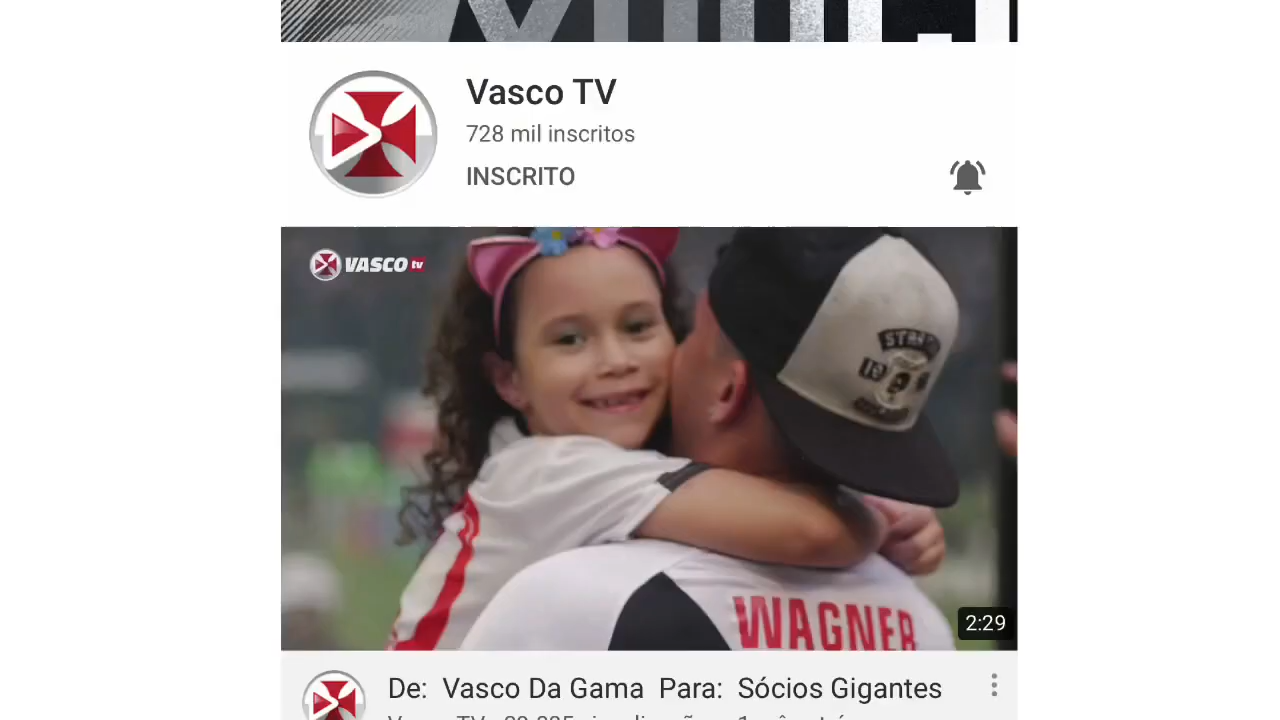 Vasco TV
728 mil inscritos
INSCRITO
VASCO tv
WAGNER
2:29
De: Vasco Da Gama Para: Sócios Gigantes